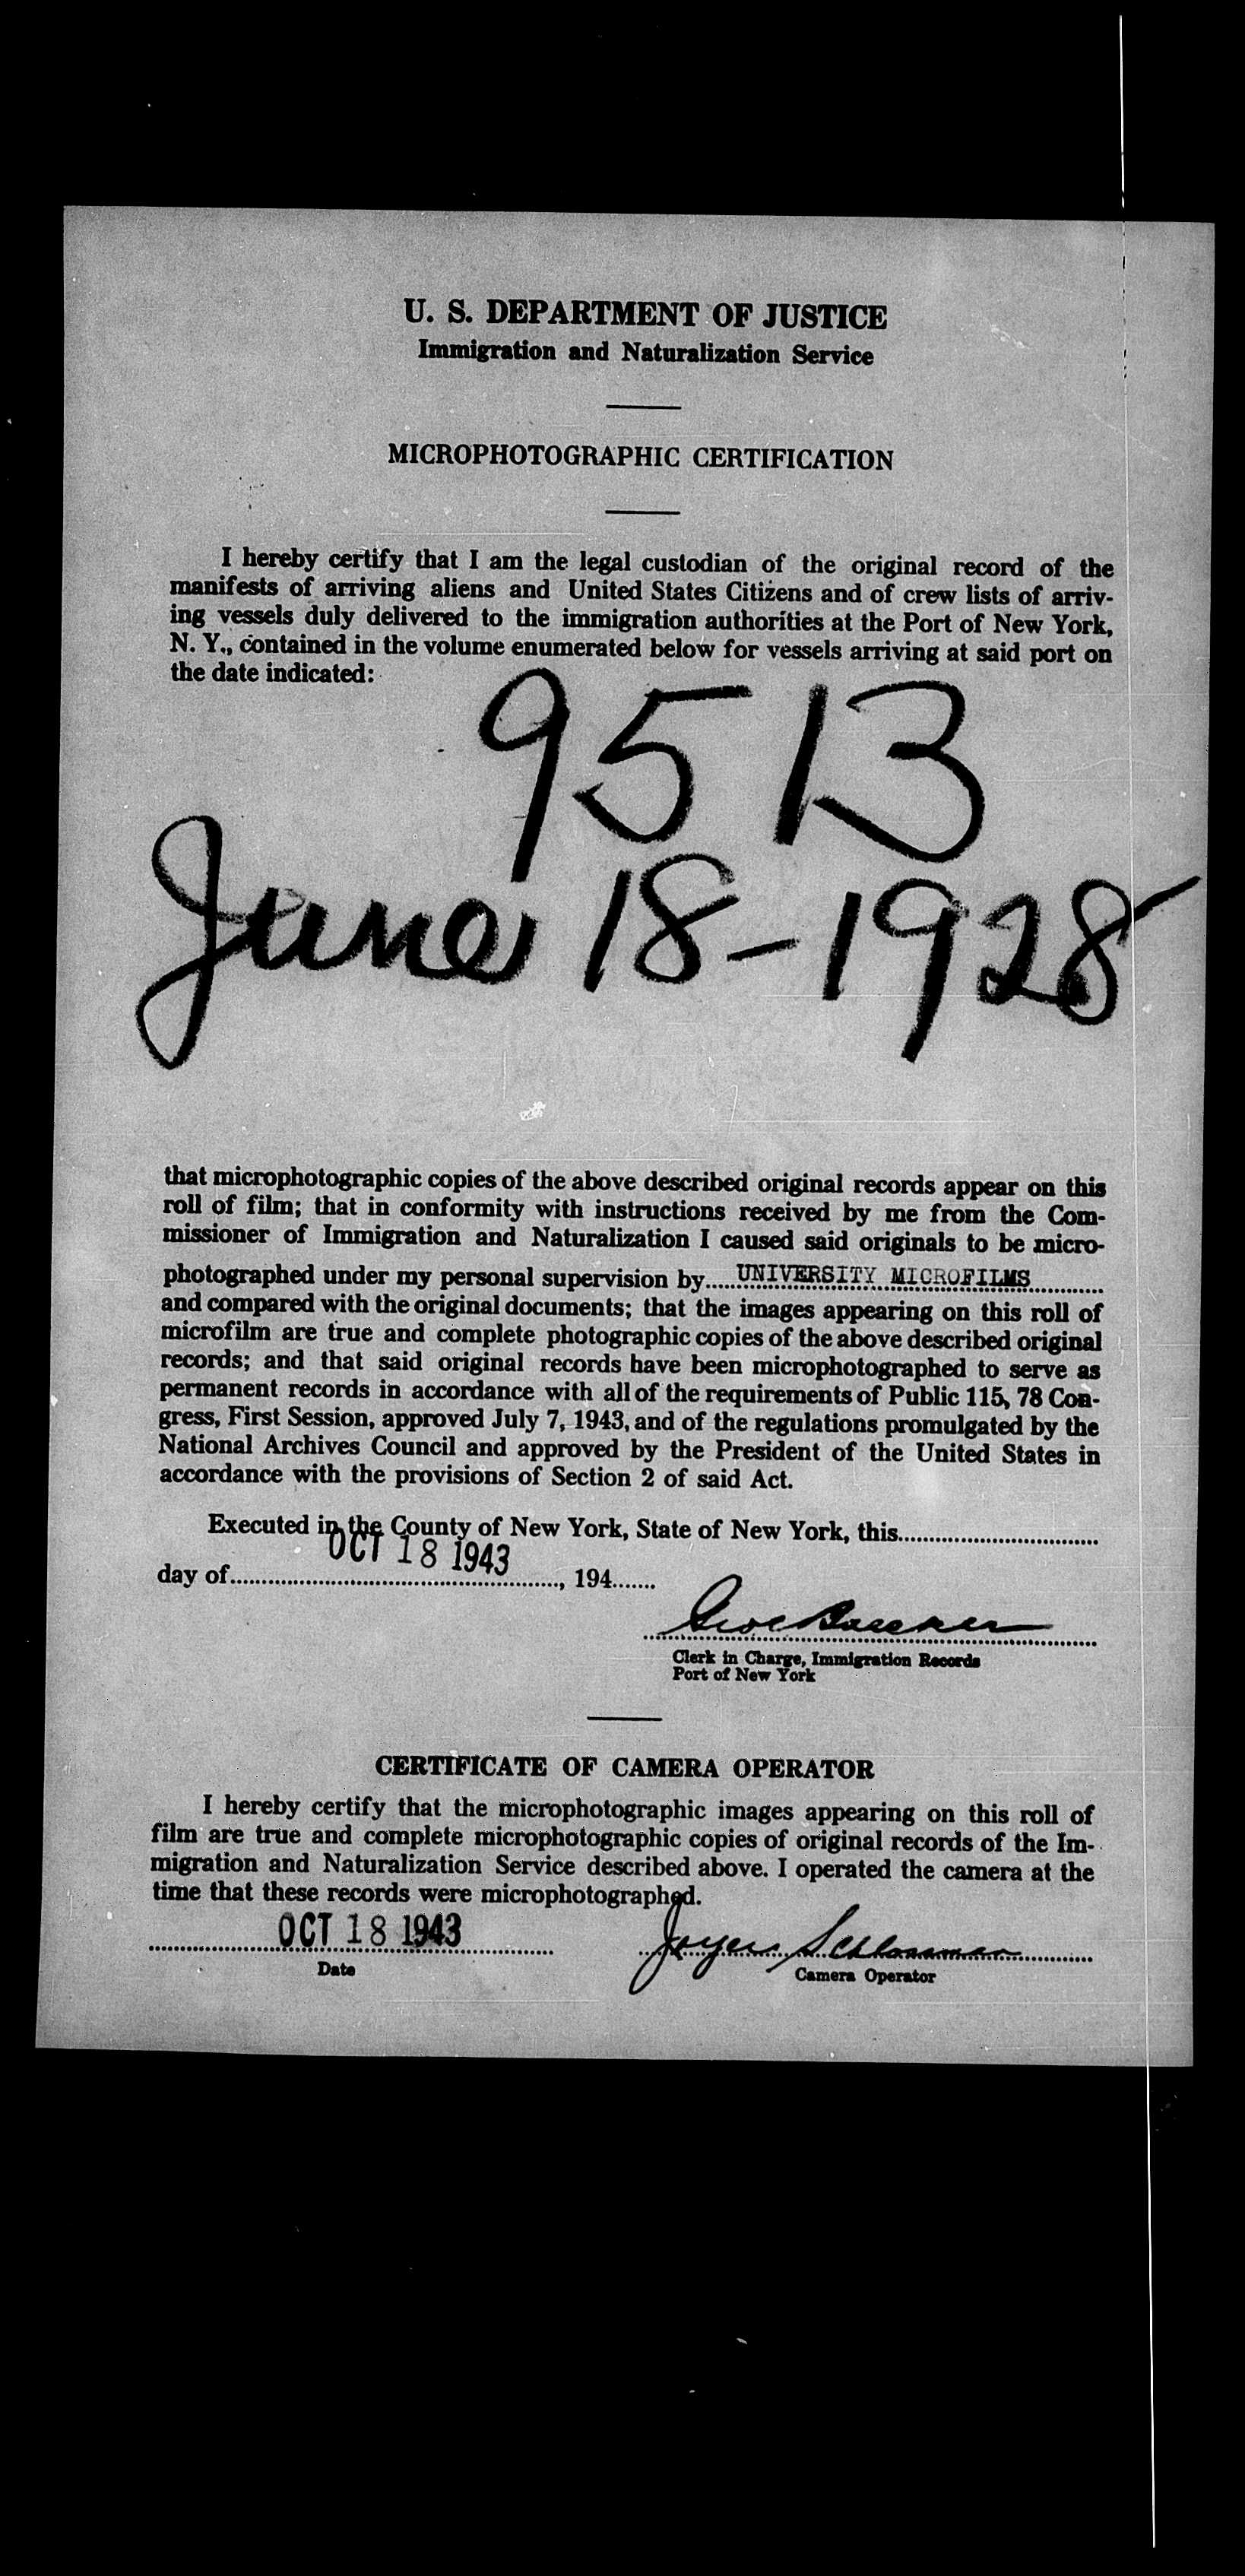 U. S. DEPARTMENT OF JUSTICE
Immigration and Naturalization Service
MICROPHOTOGRAPHIC CERTIFICATION
I hereby certify that I am the legal custodian of the original record of the
manifests of arriving aliens and United States Citizens and of crew lists of arriv-
ing vessels duly delivered to the immigration authorities at the Port of New York,
N. Y., contained in the volume enumerated below for vessels arriving at said port on
the date indicated:
9513
June 18-1928
that microphotographic copies of the above described original records appear on this
roll of film; that in conformity with instructions received by me from the Com-
missioner of Immigration and Naturalization I caused said originals to be micro-
photographed under my personal supervision by UNIVERSITY MICROFILMS
and compared with the original documents; that the images appearing on this roll of
microfilm are true and complete photographic copies of the above described original
records; and that said original records have been microphotographed to serve as
permanent records in accordance with all of the requirements of Public 115, 78 Con-
gress, First Session, approved July 7, 1943, and of the regulations promulgated by the
National Archives Council and approved by the President of the United States in
accordance with the provisions of Section 2 of said Act.
Executed in the County of New York, State of New York, this
OCT 18 1943
day of, 194
Clerk in Charge, Immigration Records
Port of New York
CERTIFICATE OF CAMERA OPERATOR
I hereby certify that the microphotographic images appearing on this roll of
film are true and complete microphotographic copies of original records of the Im-
migration and Naturalization Service described above. I operated the camera at the
time that these records were microphotographed.
OCT 18 1943
Date
Camera Operator